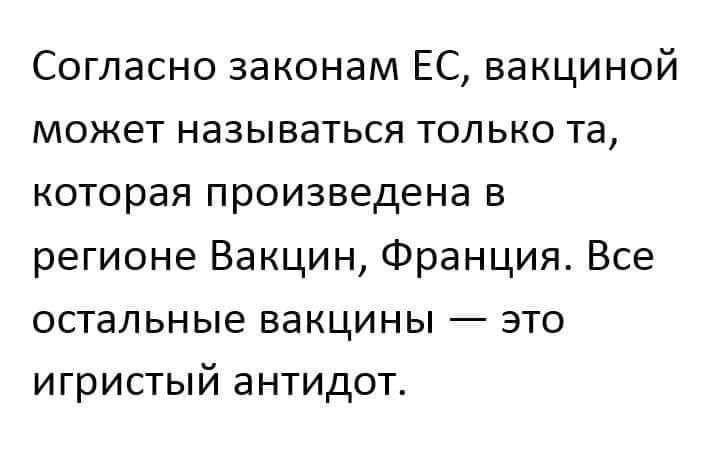 Согласно законам ЕС, вакциной
может называться только та,
которая произведена в
регионе Вакцин, Франция. Все
остальные вакцины — это
игристый антидот.